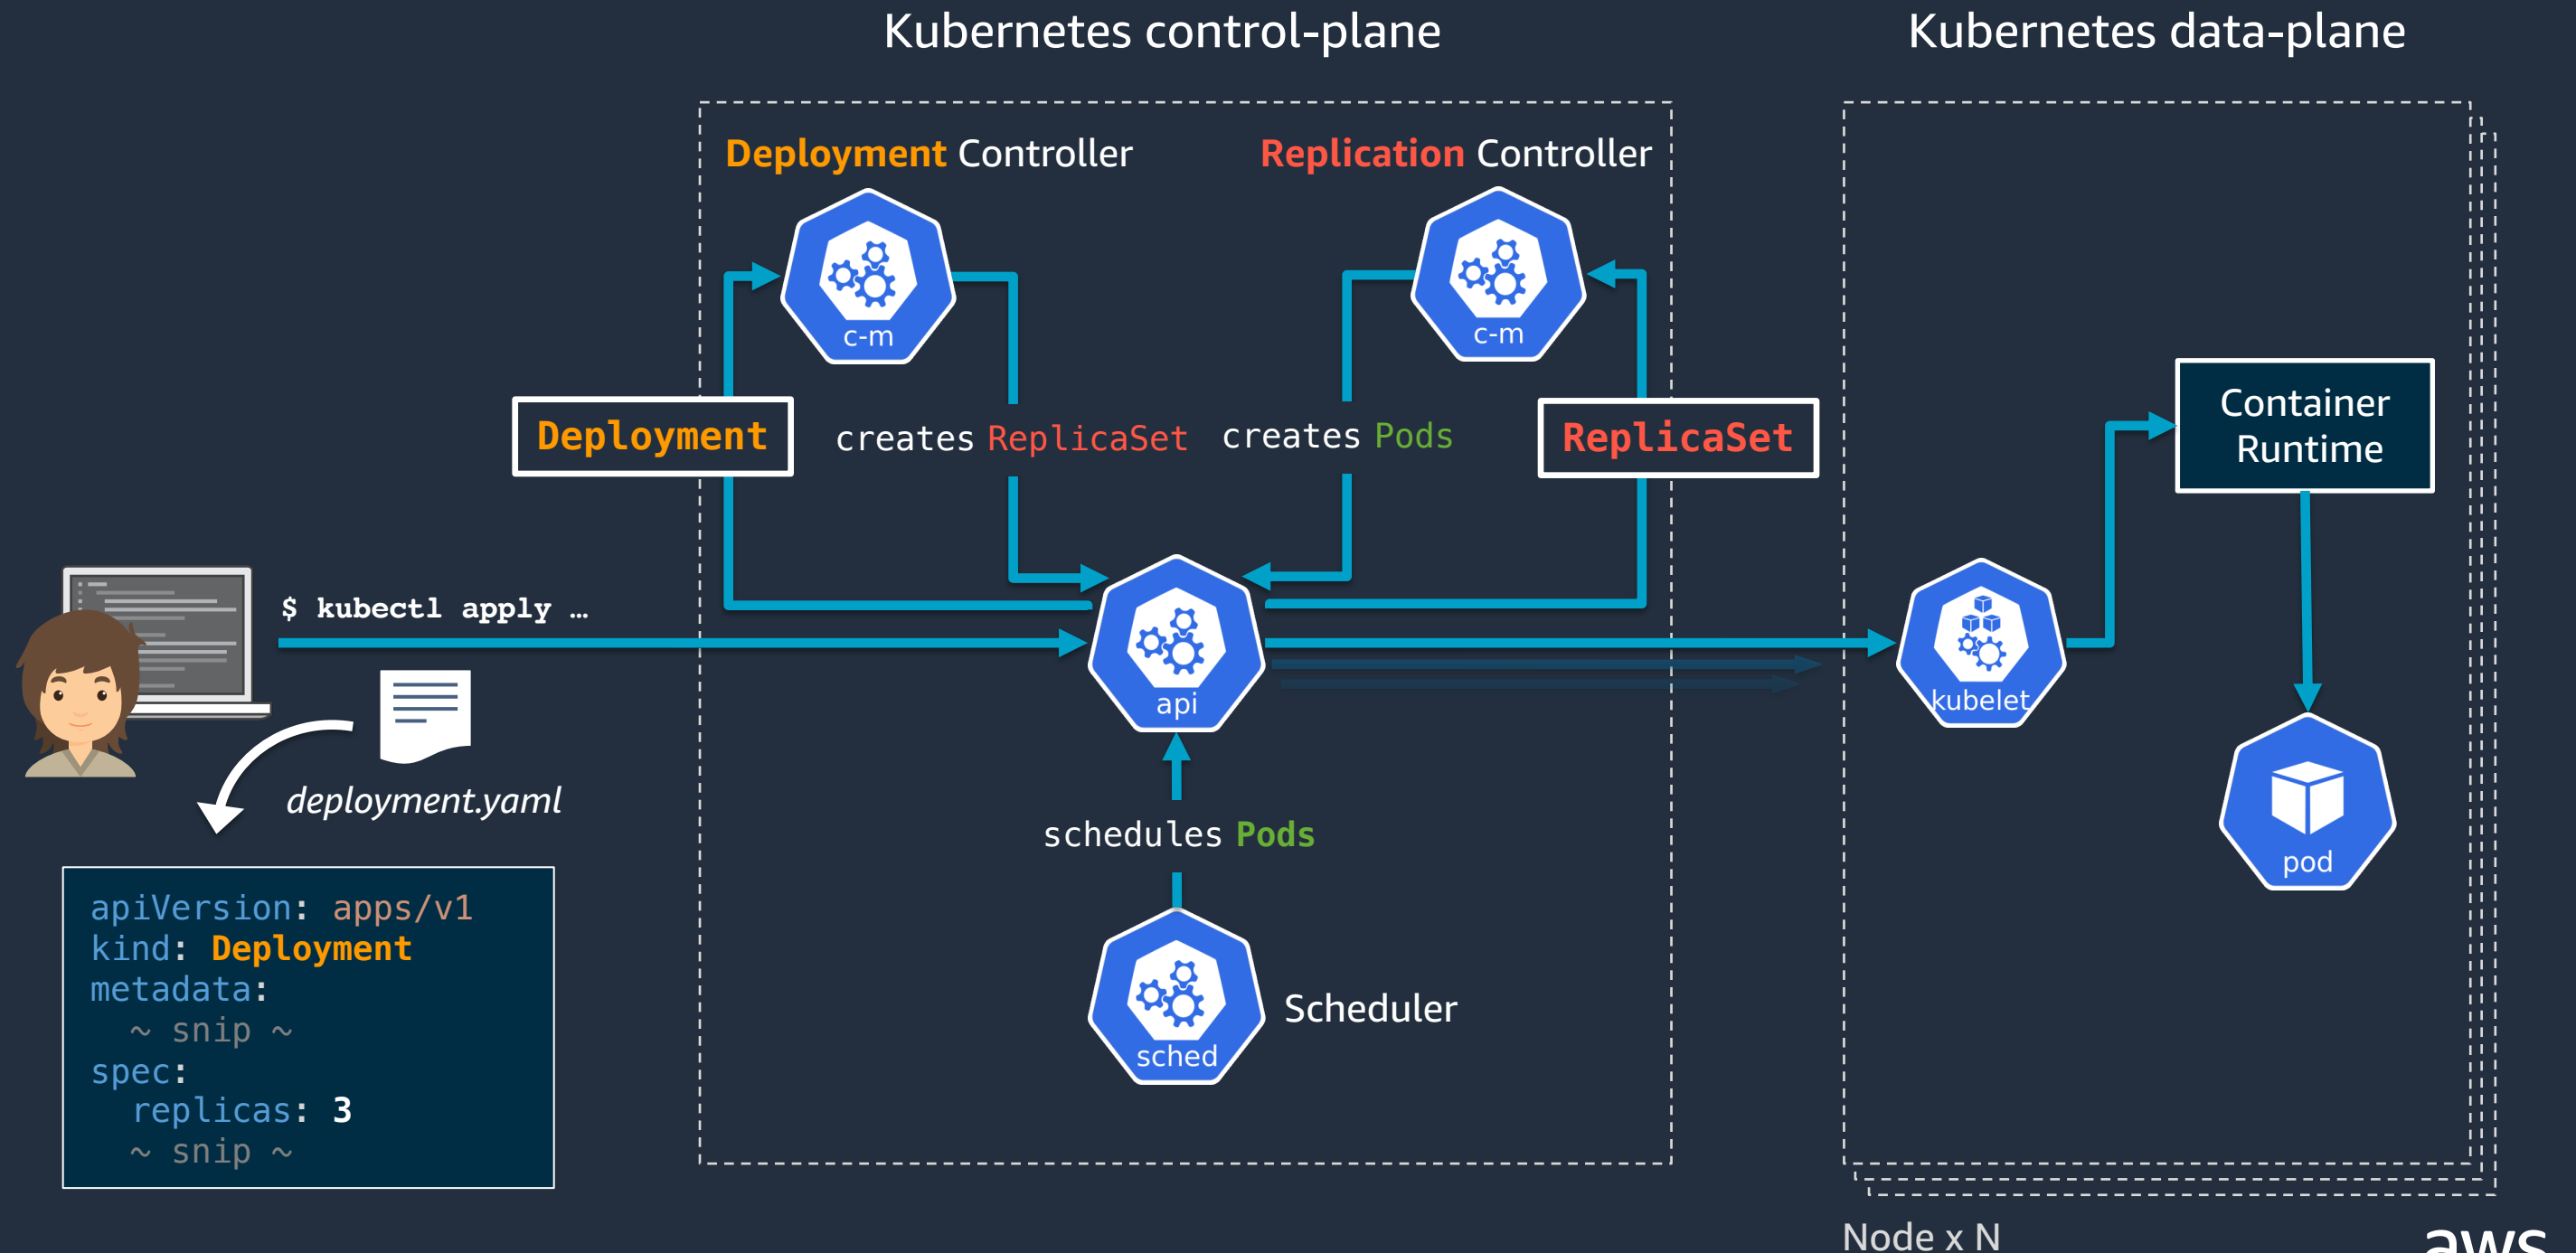 Kubernetes control-plane
Kubernetes data-plane
Deployment Controller
Replication Controller
c-m
c-m
Deployment
creates ReplicaSet
creates Pods
ReplicaSet
Container
Runtime
$ kubectl apply …
api
kubelet
deployment.yaml
schedules Pods
pod
apiVersion: apps/v1
kind: Deployment
metadata:
~ snip ~
spec:
replicas: 3
~ snip ~
Scheduler
sched
Node x N
aws